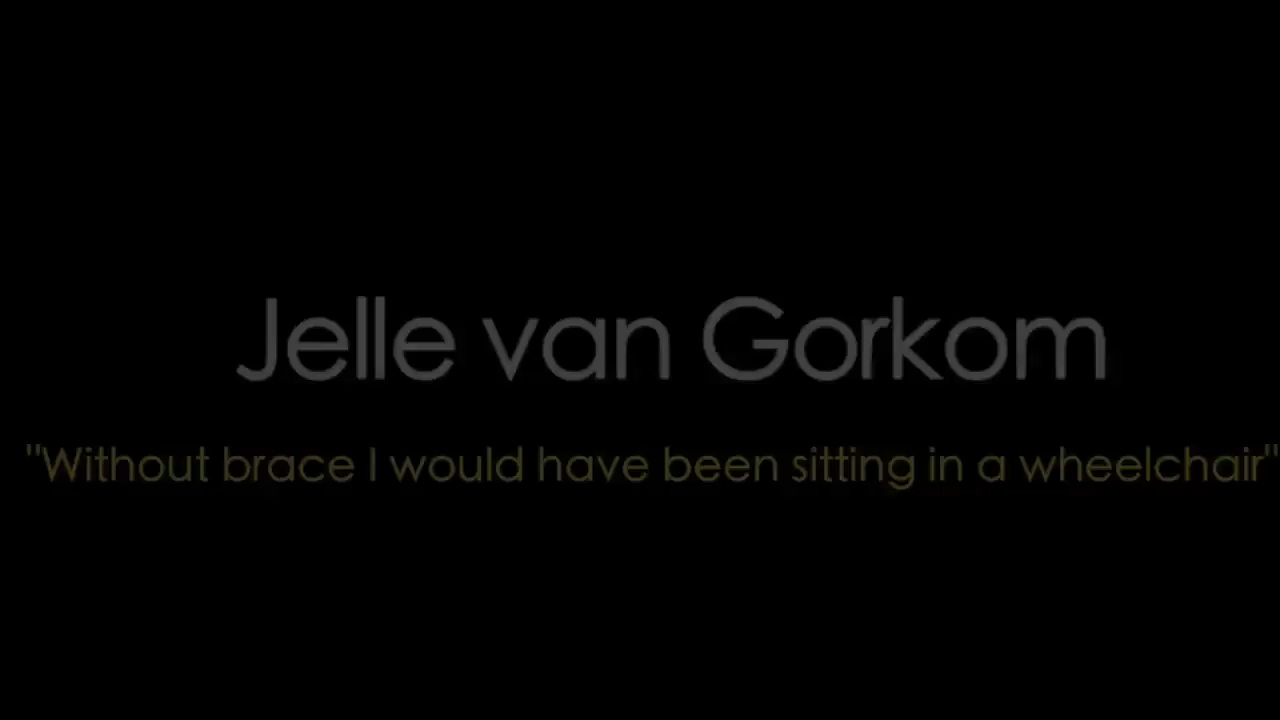 Jelle van Gorkom
"Without brace I would have been sitting in a wheelchair"